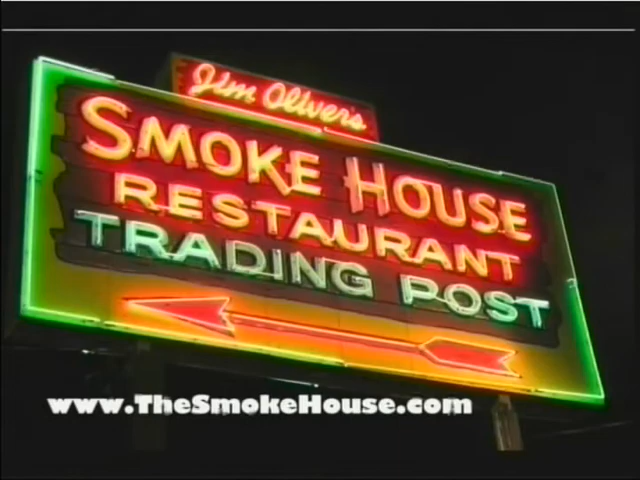 Jim Oliver's
SMOKE HOUSE
RESTAURANT
TRADING POST
www.TheSmokeHouse.com